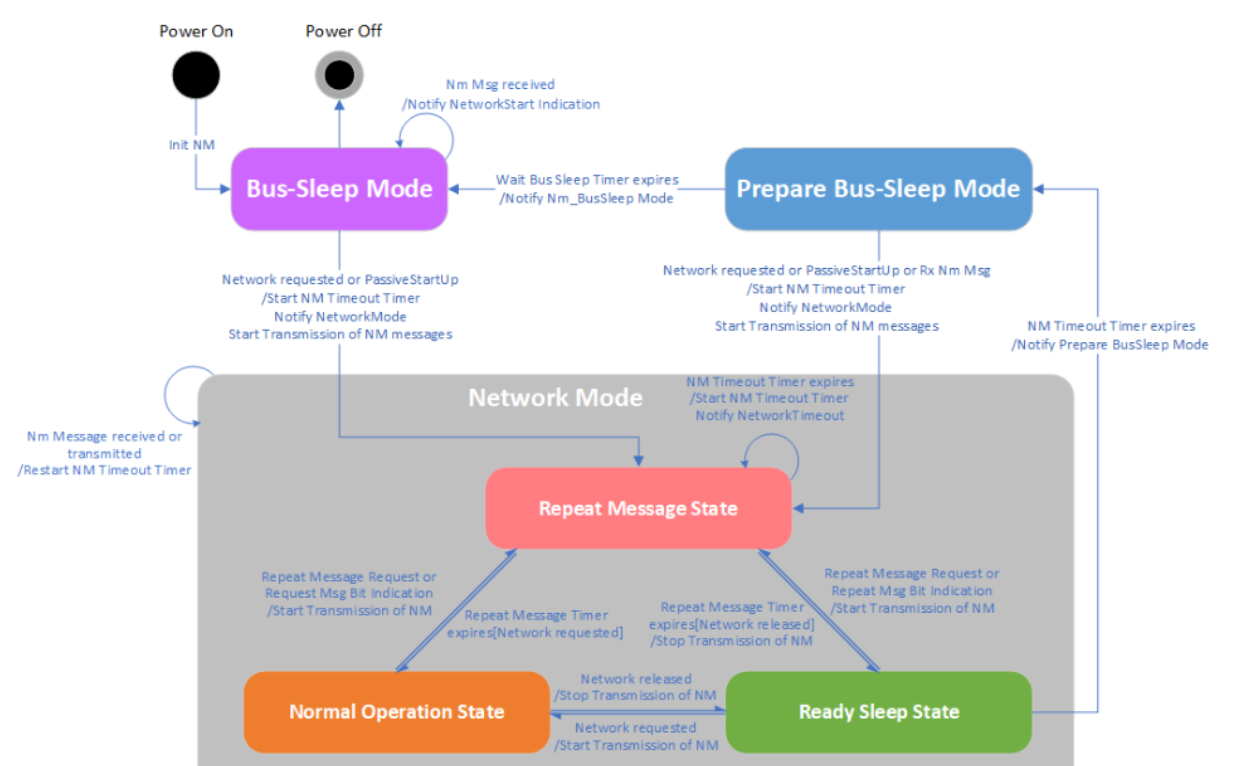 Power On
Power Off
Nm Msg received
/Notify NetworkStart Indication
Init NM
Bus-Sleep Mode
Wait Bus Sleep Timer expires
/Notify Nm_BusSleep Mode
Prepare Bus-Sleep Mode
Network requested or PassiveStartUp
/Start NM Timeout Timer
Notify NetworkMode
Start Transmission of NM messages
Network requested or PassiveStartUp or Rx Nm Msg
/Start NM Timeout Timer
Notify NetworkMode
Start Transmission of NM messages
NM Timeout Timer expires
/Notify Prepare BusSleep Mode
Network Mode
NM Timeout Timer expires
/Start NM Timeout Timer
Notify NetworkTimeout
Nm Message received or
transmitted
/Restart NM Timeout Timer
Repeat Message State
Repeat Message Request or
Request Msg Bit Indication
/Start Transmission of NM
Repeat Message Timer
expires[Network requested]
Repeat Message Timer
expires[Network released]
/Stop Transmission of NM
Repeat Message Request or
Repeat Msg Bit Indication
/Start Transmission of NM
Normal Operation State
Network released
/Stop Transmission of NM
Network requested
/Start Transmission of NM
Ready Sleep State